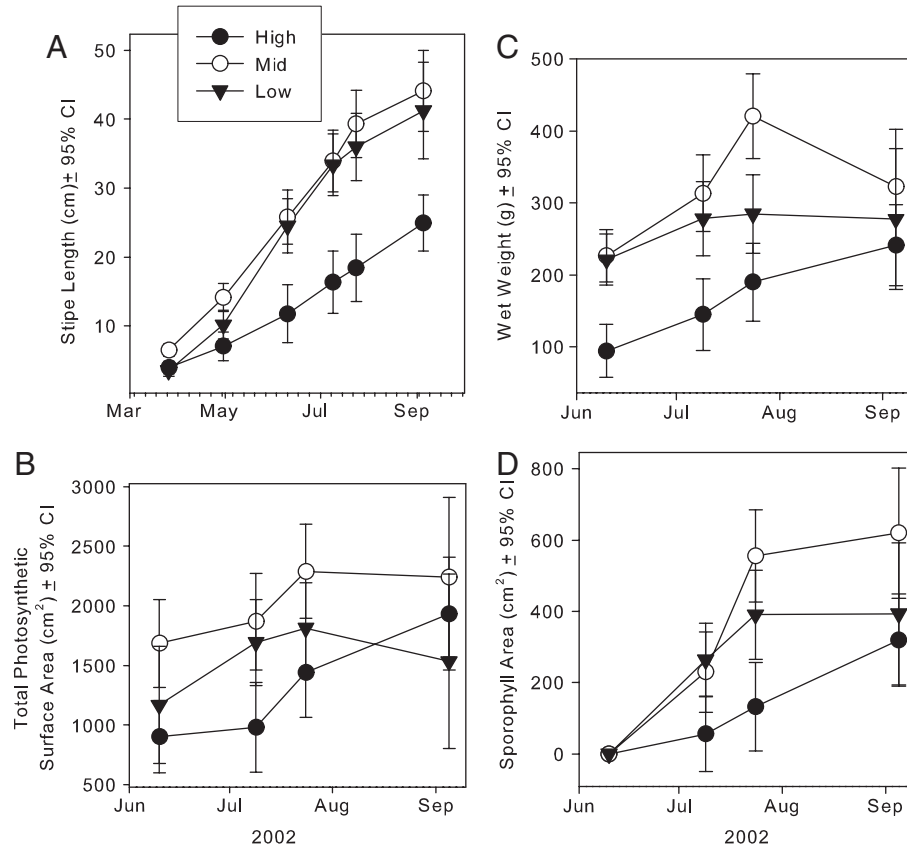 A
High
Mid
Low
Stipe Length (cm) ± 95% CI
50
40
30
20
10
Mar
May
Jul
Sep
C
Wet Weight (g) ± 95% CI
500
400
300
200
100
Jun
Jul
Aug
Sep
B
Total Photosynthetic
Surface Area (cm²) ± 95% CI
3000
2500
2000
1500
1000
500
Jun
Jul
Aug
Sep
2002
D
Sporophyll Area (cm²) ± 95% CI
800
600
400
200
0
Jun
Jul
Aug
Sep
2002